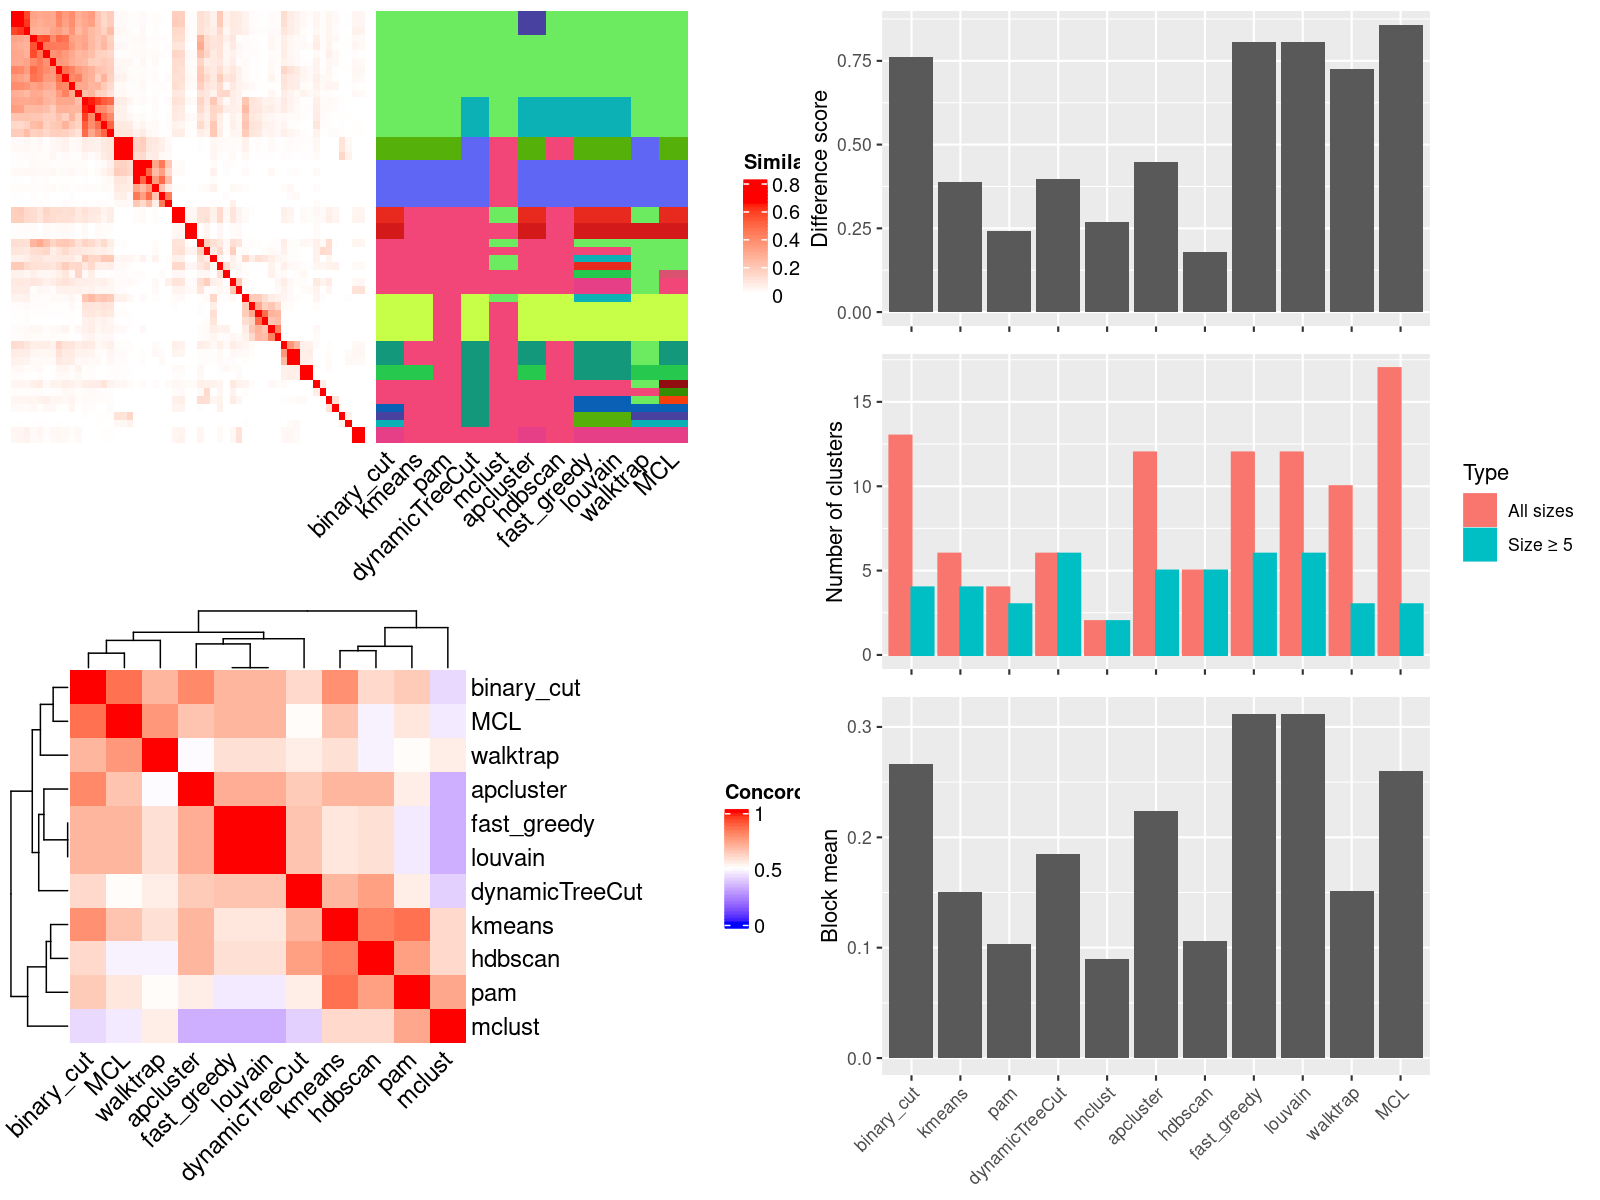 Simila
0.8
0.6
0.4
0.2
0
binary_cut
kmeans
pam
dynamicTreeCut
mclust
apcluster
hdbscan
fast_greedy
louvain
walktrap
MCL
binary_cut
MCL
walktrap
apcluster
fast_greedy
louvain
dynamicTreeCut
kmeans
hdbscan
pam
mclust
binary_cut
MCL
walktrap
apcluster
fast_greedy
louvain
dynamicTreeCut
kmeans
hdbscan
pam
mclust
Concord
1
0.5
0
Difference score
0.75
0.50
0.25
0.00
Number of clusters
15
10
5
0
Type
All sizes
Size ≥ 5
Block mean
0.3
0.2
0.1
0.0
binary_cut
kmeans
pam
dynamicTreeCut
mclust
apcluster
hdbscan
fast_greedy
louvain
walktrap
MCL